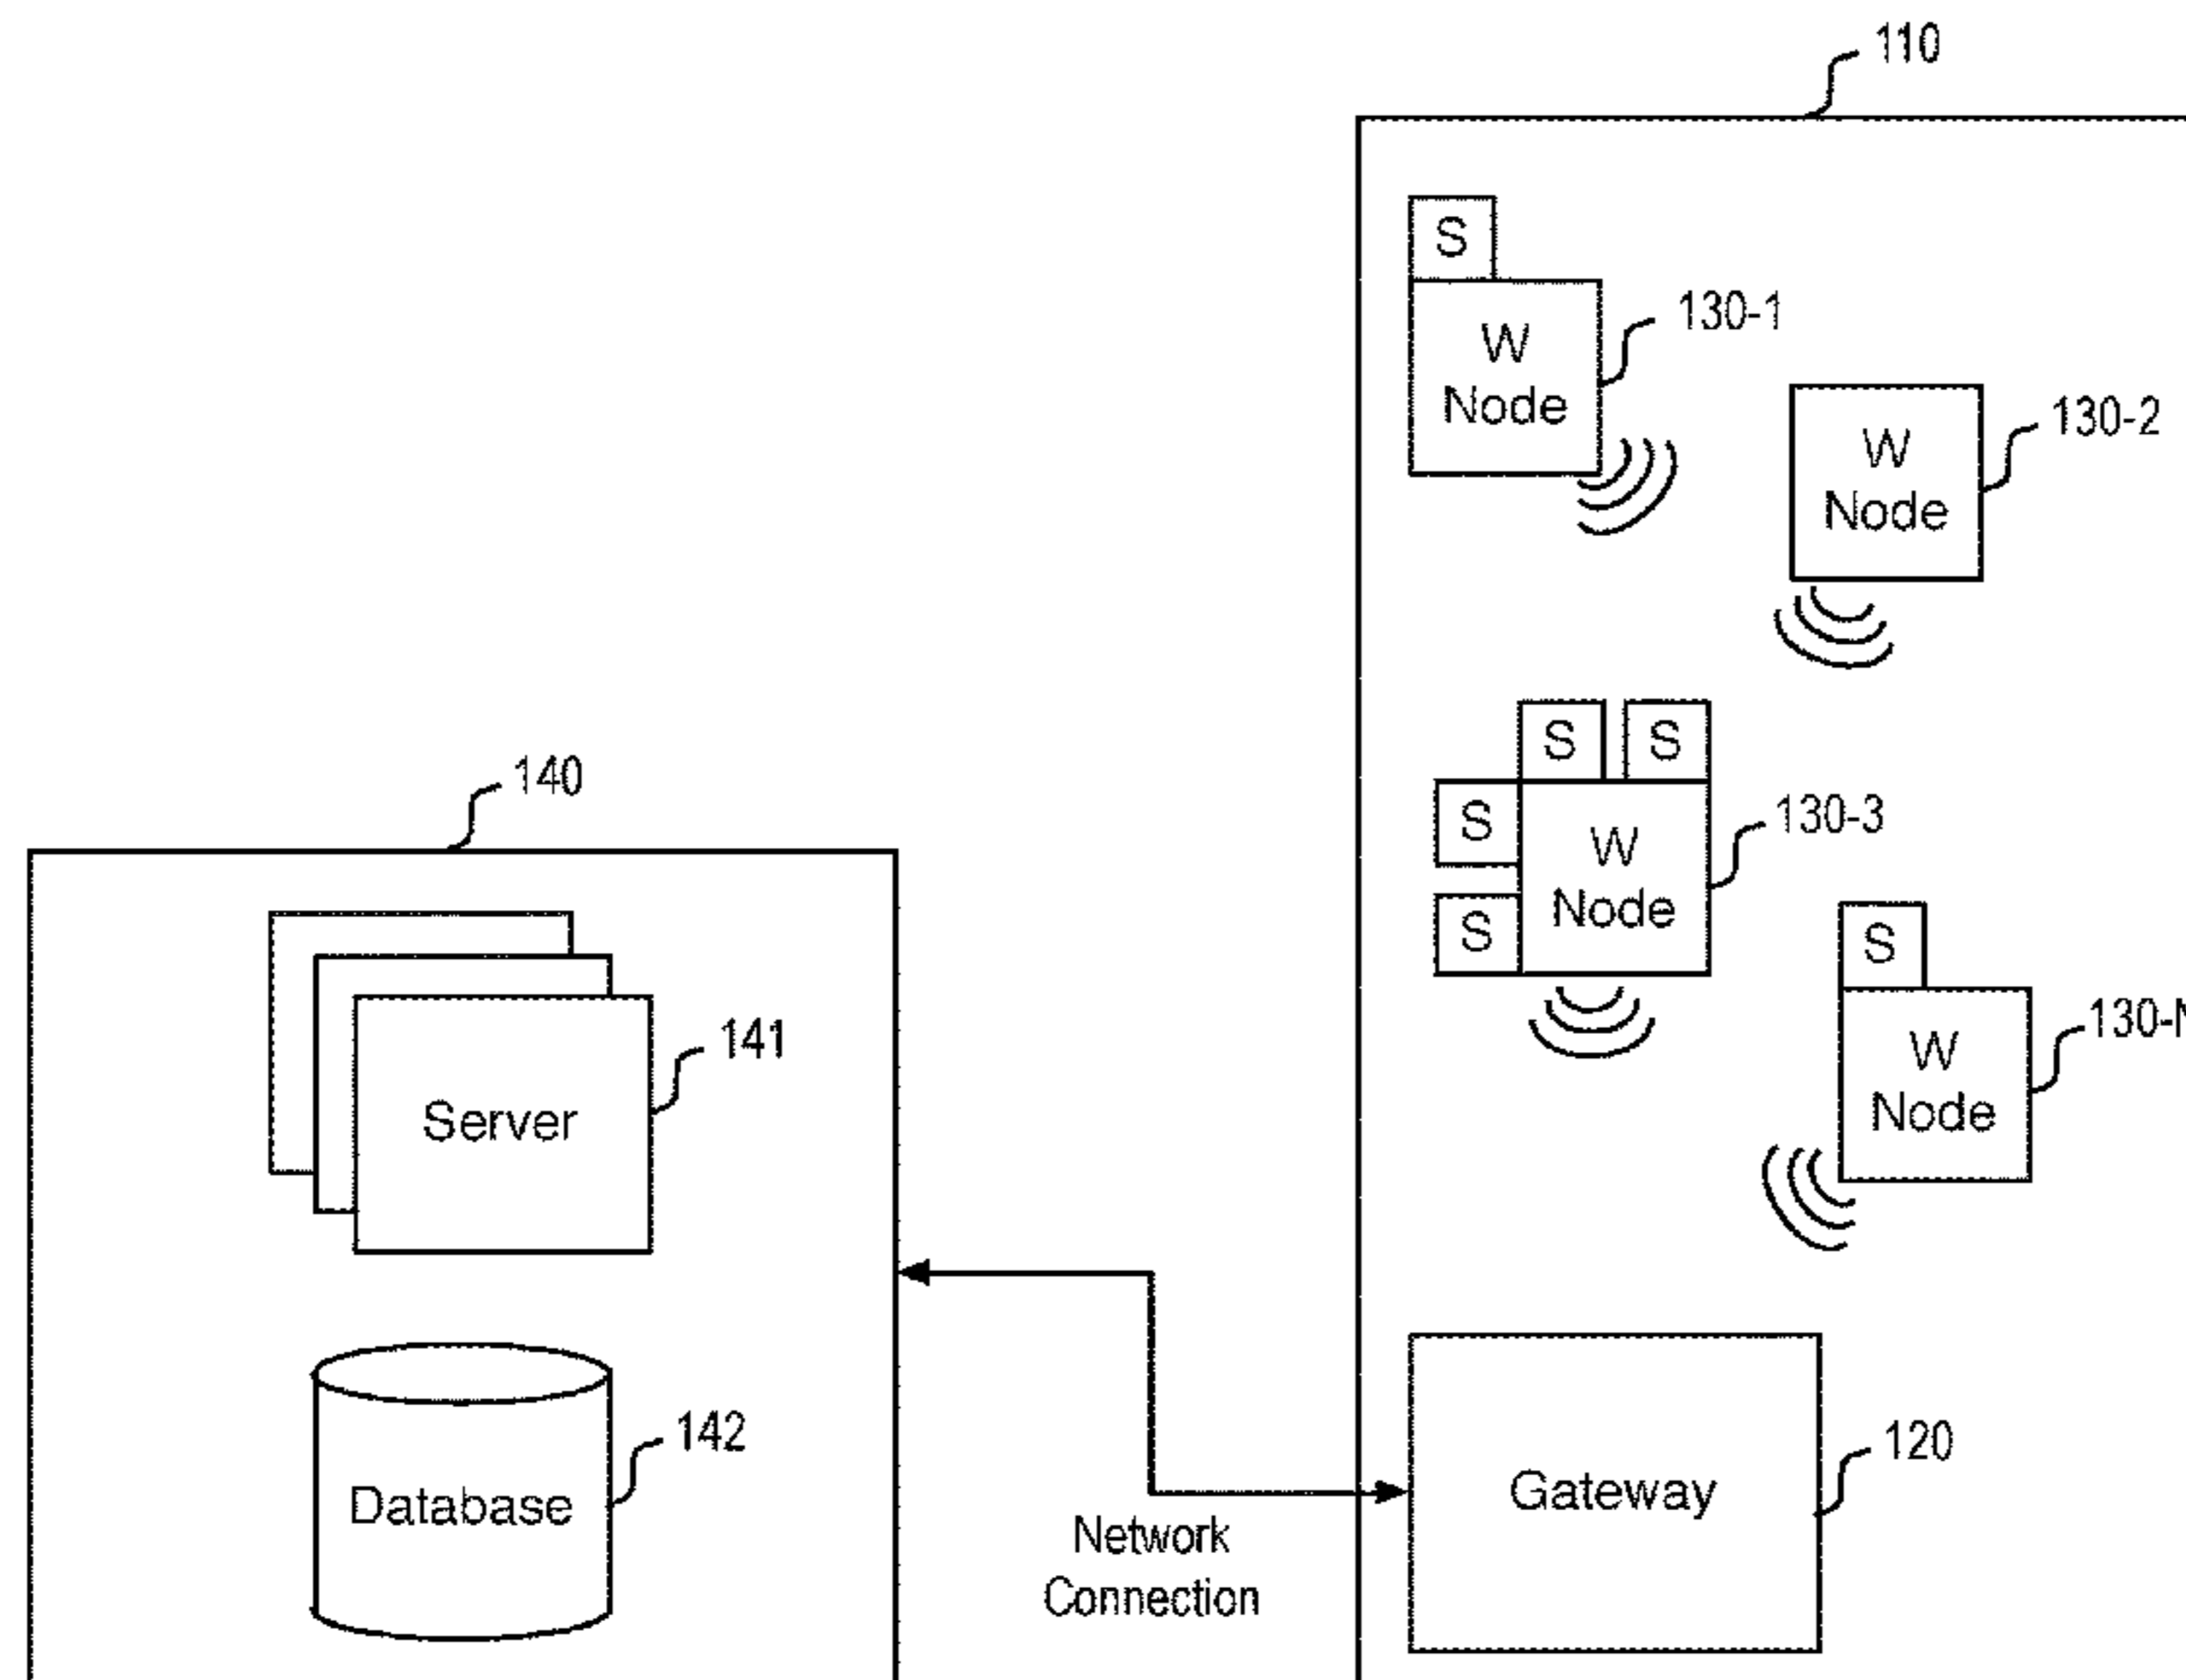 110
S
130-1
W
Node
130-2
W
Node
S S
140
S
130-3
W
Node
S
S
141
130-N
W
Server
Node
142
120
Database
Gateway
Network
Connection